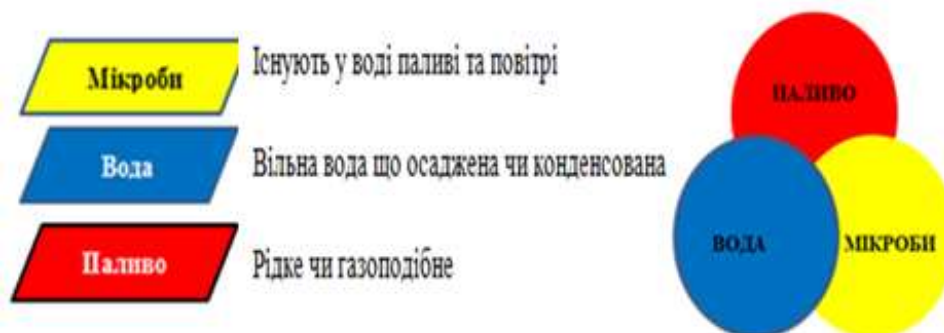 Мікроби
Існують у воді паливі та повітрі
Вода
Вільна вода що осаджена чи конденсована
Паливо
Рідке чи газоподібне
ПАЛИВО
ВОДА
МІКРОБИ